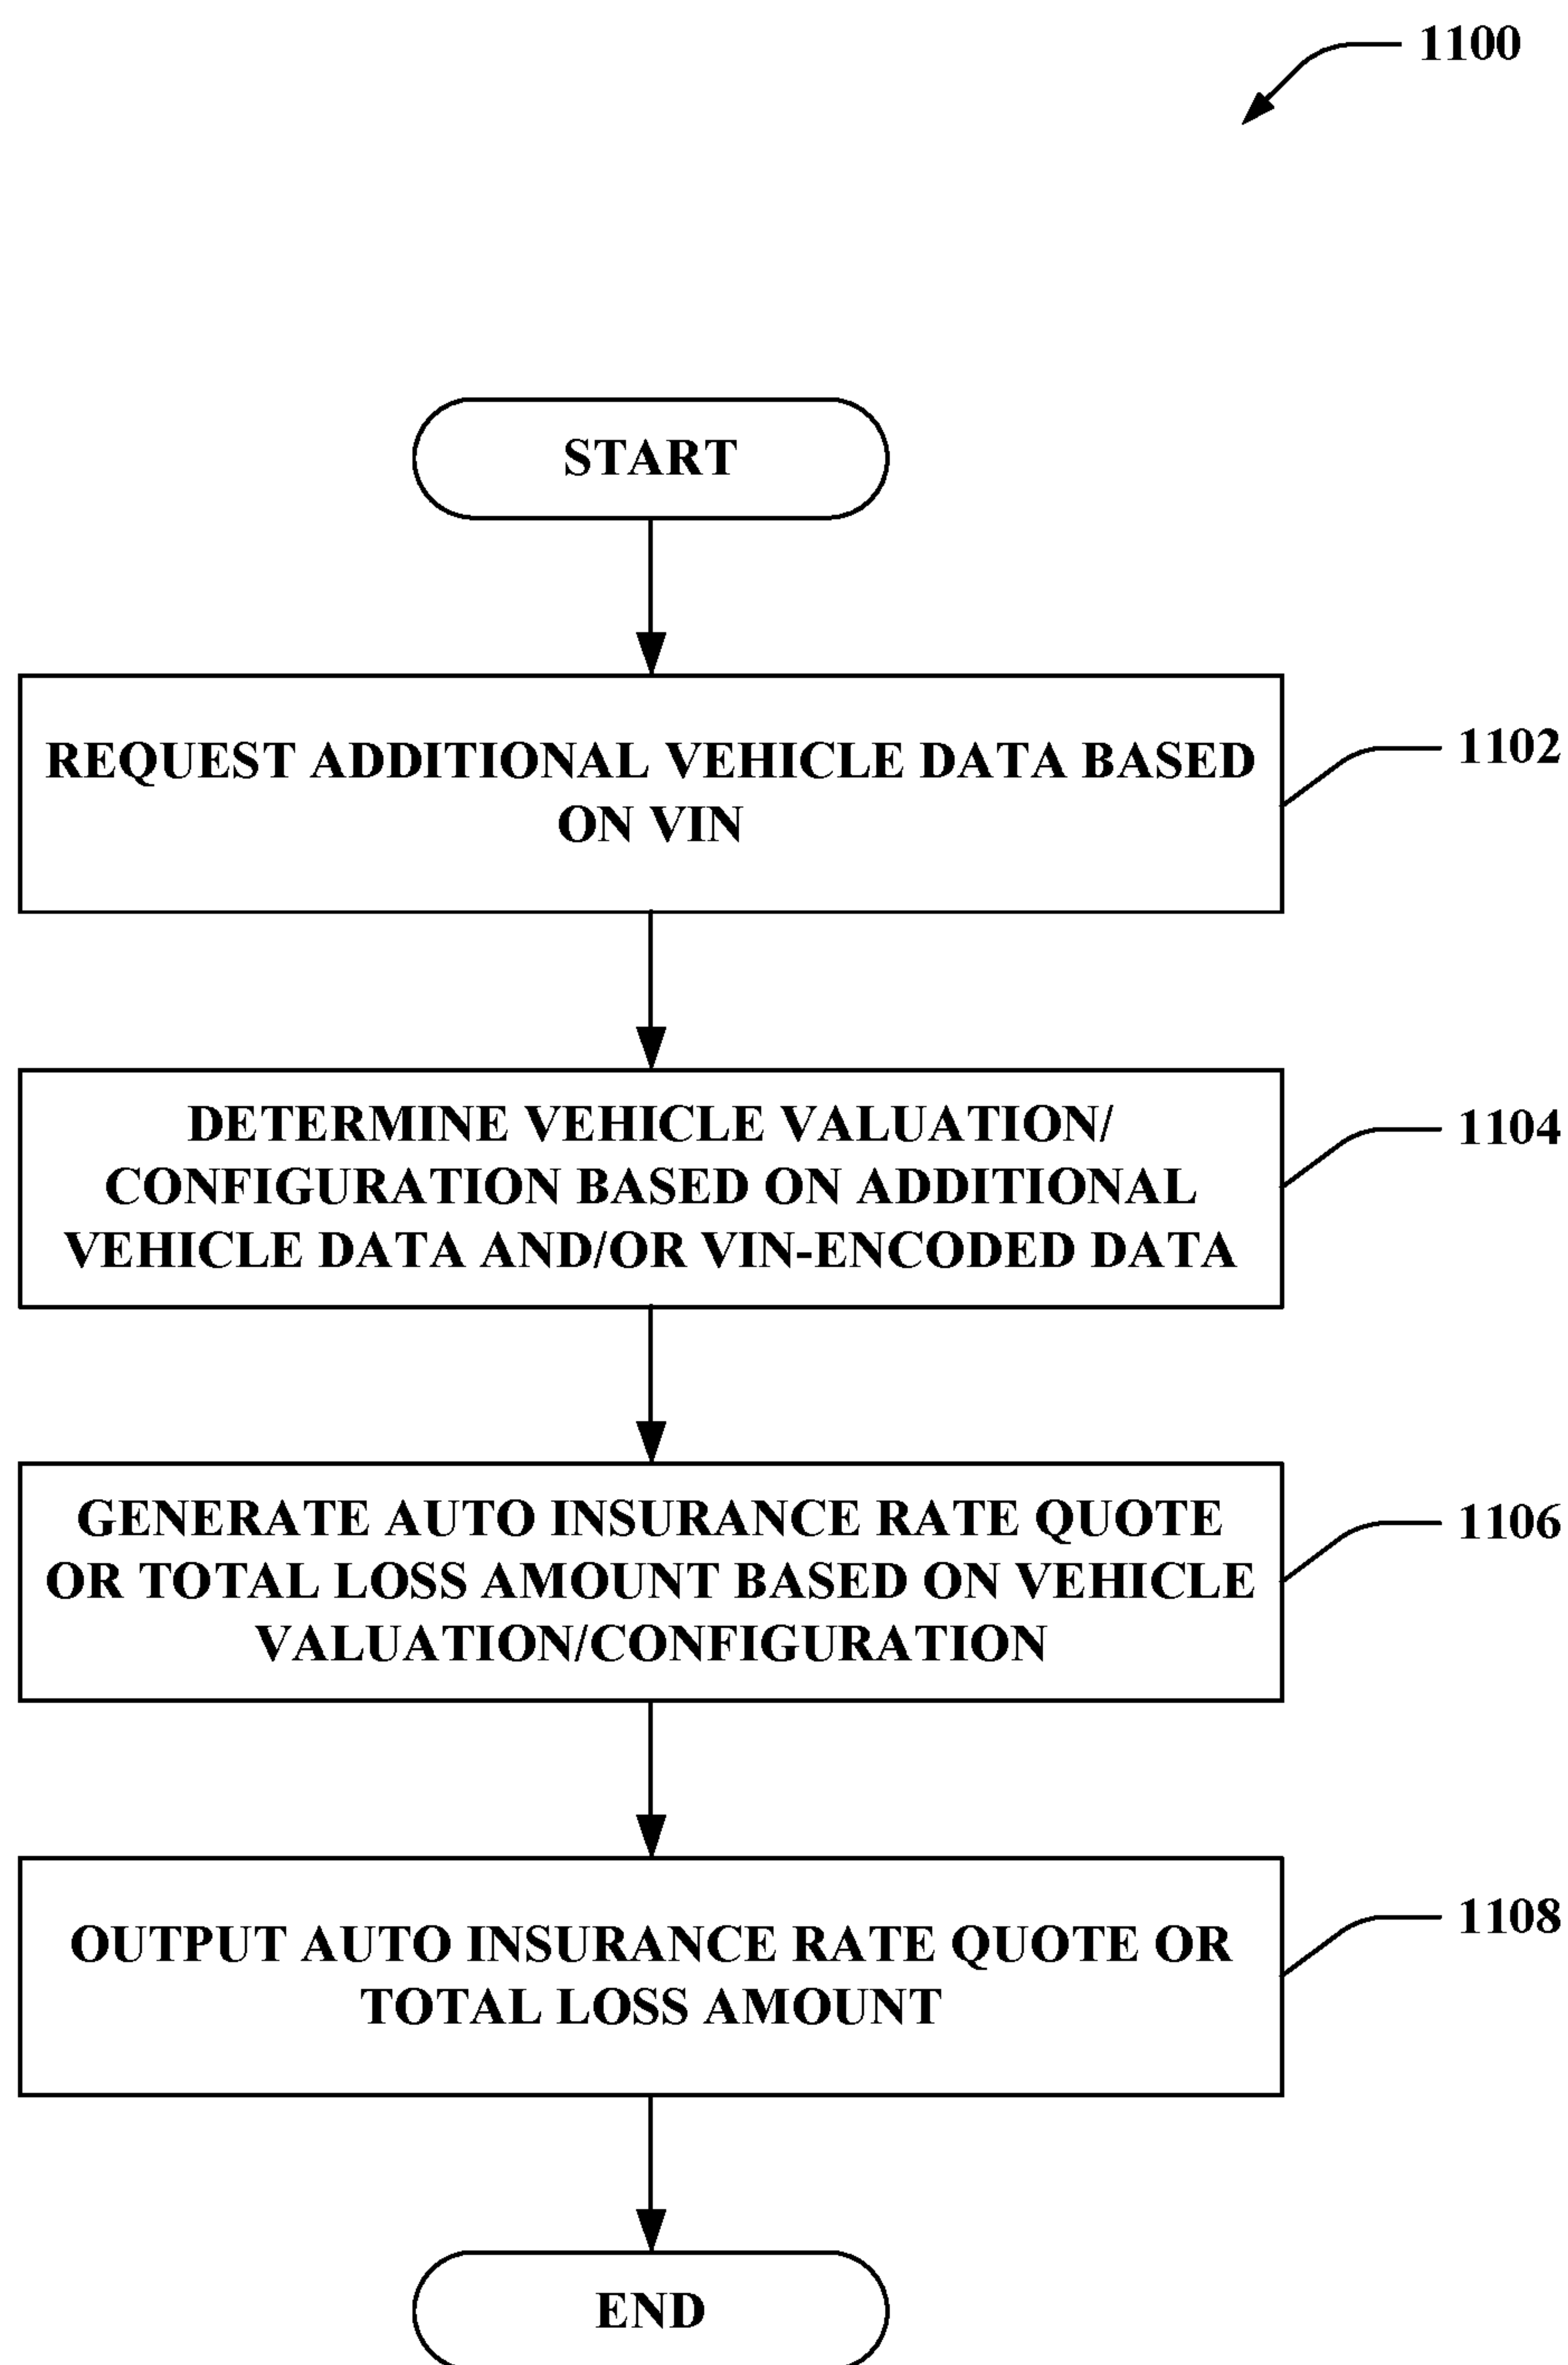 1100
START
REQUEST ADDITIONAL VEHICLE DATA BASED
ON VIN
1102
DETERMINE VEHICLE VALUATION/
CONFIGURATION BASED ON ADDITIONAL
VEHICLE DATA AND/OR VIN-ENCODED DATA
1104
GENERATE AUTO INSURANCE RATE QUOTE
OR TOTAL LOSS AMOUNT BASED ON VEHICLE
VALUATION/CONFIGURATION
1106
OUTPUT AUTO INSURANCE RATE QUOTE OR
TOTAL LOSS AMOUNT
1108
END